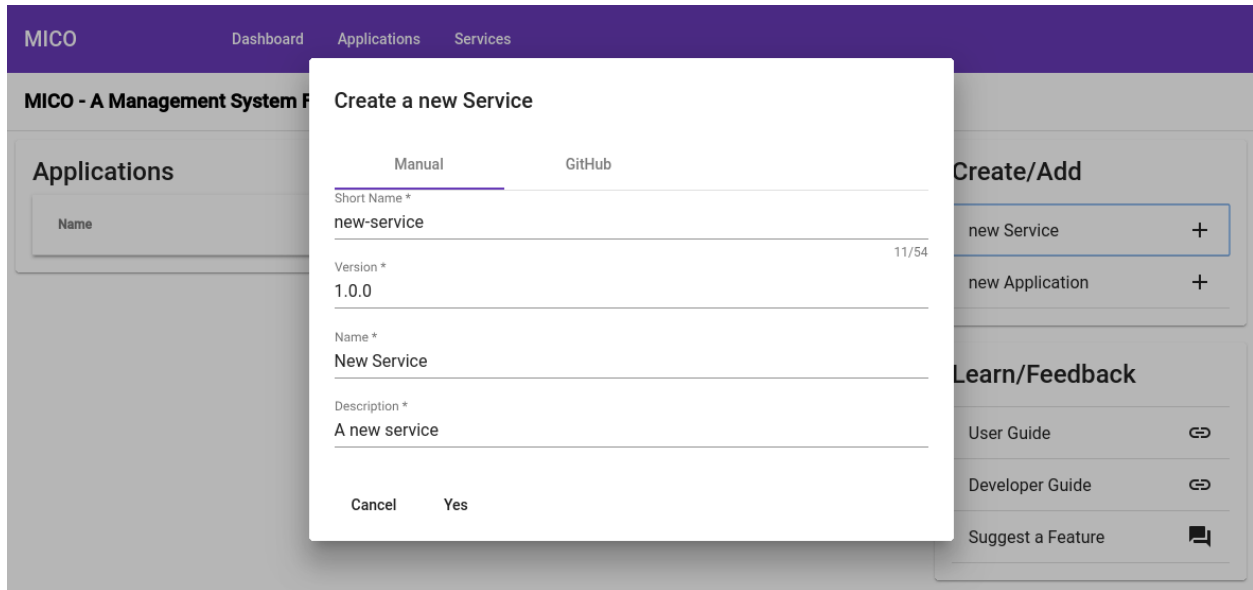 MICO Dashboard Applications Services
MICO - A Management System F
Applications
Name
Create a new Service
Manual GitHub
Short Name *
new-service
11/54
Version *
1.0.0
Name *
New Service
Description *
A new service
Cancel Yes
Create/Add
new Service
new Application
Learn/Feedback
User Guide
Developer Guide
Suggest a Feature